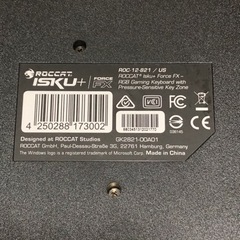 ROCCAT
ISKU+ FORCE FX
ROC-12-821 / US
ROCCAT® Isku+ Force FX –
RGB Gaming Keyboard with
Pressure-Sensitive Key Zone
4 250288 173002
Designed at ROCCAT Studios
GK2821-00A01
ROCCAT GmbH, Paul-Dessau-Straße 3G, 22761 Hamburg, Germany
The Windows logo is a registered trademark of Microsoft Corp. Made in China.